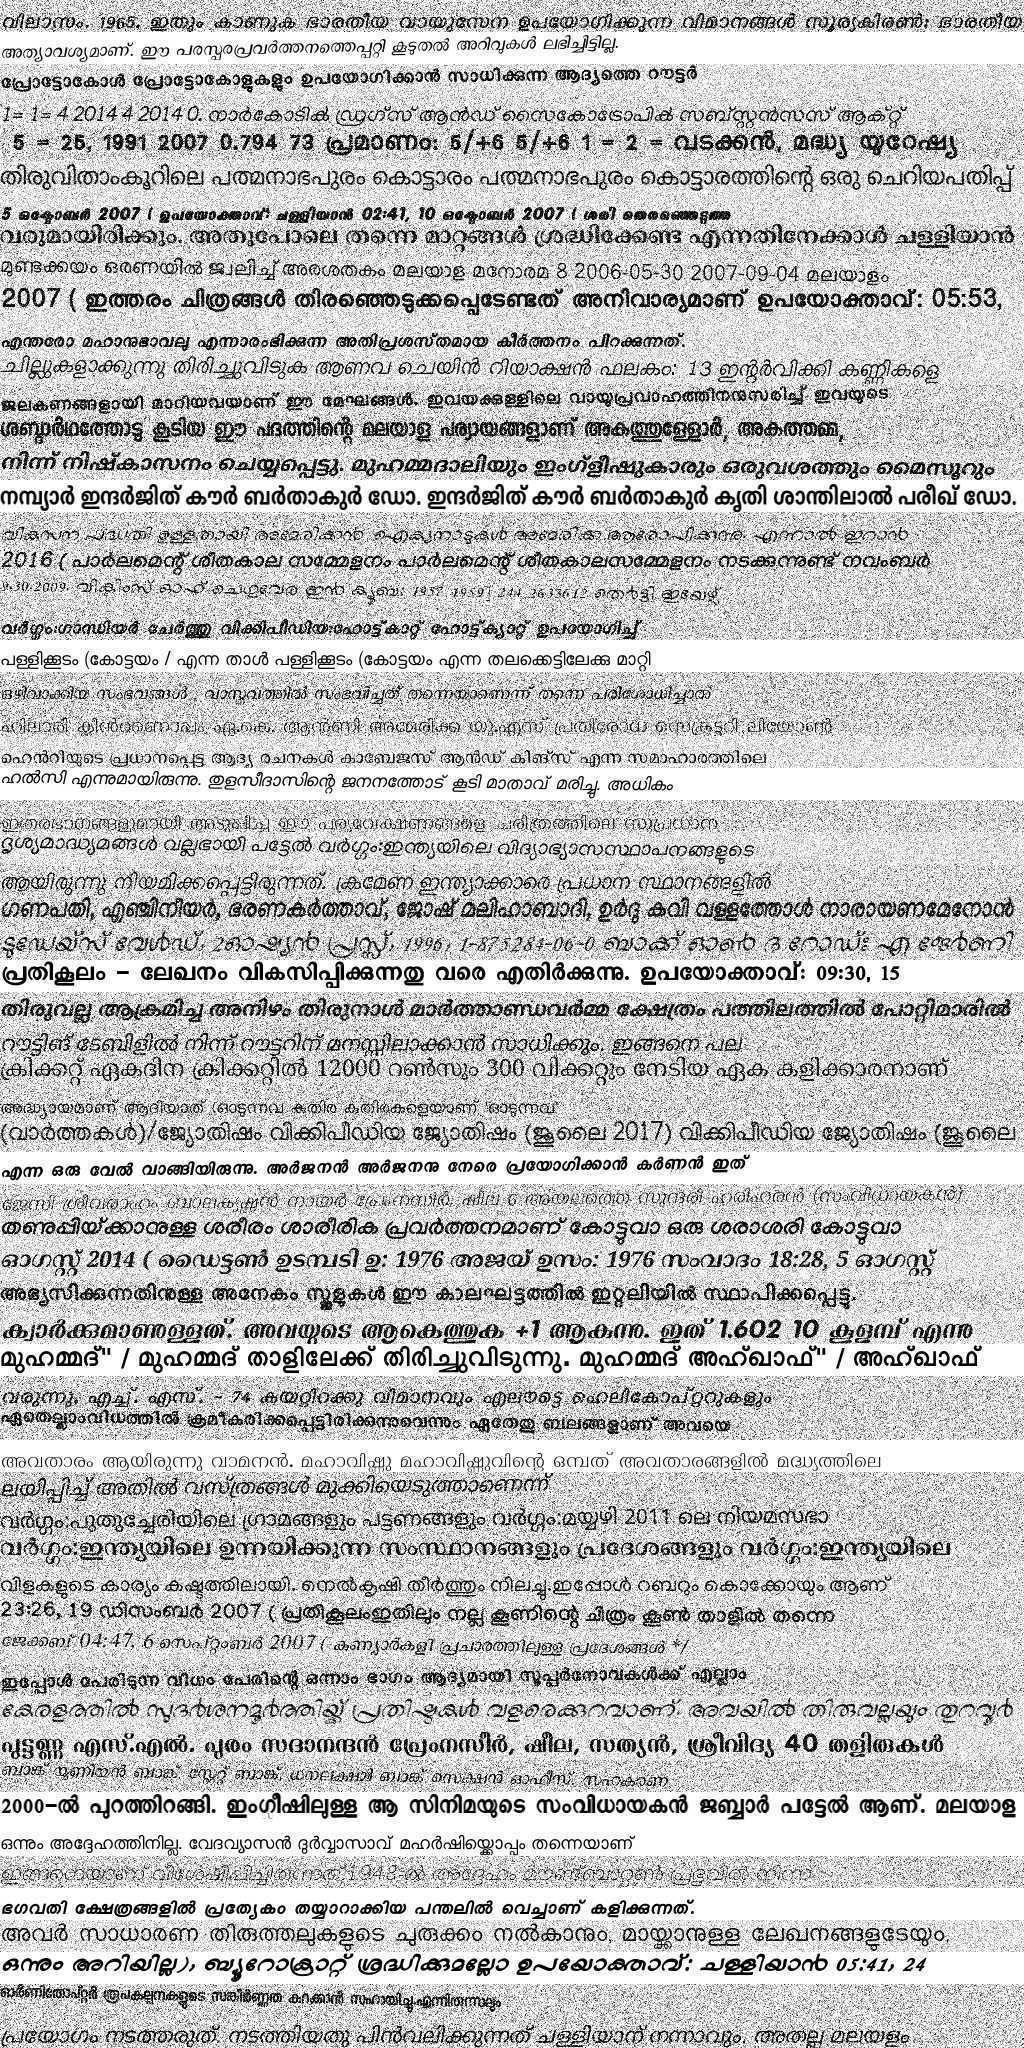 വിലാസം. 1965. ഇതും കാണുക ഭാരതീയ വായുസേന ഉപയോഗിക്കുന്ന വിമാനങ്ങൾ സൂര്യകിരൺ: ഭാരതീയ
അത്യാവശ്യമാണ്. ഈ പരസ്പരപ്രവർത്തനത്തെപ്പറ്റി കൂടുതൽ അറിവുകൾ ലഭിച്ചിട്ടില്ല.
പ്രോട്ടോകോൾ പ്രോട്ടോകോളുകളും ഉപയോഗിക്കാൻ സാധിക്കുന്ന ആദ്യത്തെ റൗട്ടർ
1= 1= 4 2014 4 2014 0. നാർകോടിക് ഡ്രഗ്സ് ആൻഡ് സൈകോട്രോപിക് സബ്സ്റ്റൻസസ് ആക്റ്റ്
5 = 25, 1991 2007 0.794 73 പ്രമാണം: 5/+6 5/+6 1 = 2 = വടക്കൻ, മദ്ധ്യ യൂറേഷ്യ
തിരുവിതാംകൂറിലെ പത്മനാഭപുരം കൊട്ടാരം പത്മനാഭപുരം കൊട്ടാരത്തിന്റെ ഒരു ചെറിയപതിപ്പ്
5 ഒക്ടോബർ 2007 ( ഉപയോക്താവ്: ചള്ളിയാൻ 02:41, 10 ഒക്ടോബർ 2007 ( ശരി തെരഞ്ഞെടുത്ത
വരുമായിരിക്കും. അതുപോലെ തന്നെ മാറ്റങ്ങൾ ശ്രദ്ധിക്കേണ്ട എന്നതിനേക്കാൾ ചള്ളിയാൻ
മുണ്ടക്കയം ഒരണയിൽ ജ്വലിച്ച് അരശതകം മലയാള മനോരമ 8 2006-05-30 2007-09-04 മലയാളം
2007 ( ഇത്തരം ചിത്രങ്ങൾ തിരഞ്ഞെടുക്കപ്പെടേണ്ടത് അനിവാര്യമാണ് ഉപയോക്താവ്: 05:53,
എന്തരോ മഹാനുഭാവലു എന്നാരംഭിക്കുന്ന അതിപ്രശസ്തമായ കീർത്തനം പിറക്കുന്നത്.
ചില്ലുകളാക്കുന്നു തിരിച്ചുവിടുക ആണവ ചെയിൻ റിയാക്ഷൻ ഫലകം: 13 ഇന്റർവിക്കി കണ്ണികളെ
ജലകണങ്ങളായി മാറിയവയാണ് ഈ മേഘങ്ങൾ. ഇവയക്കുള്ളിലെ വായുപ്രവാഹത്തിനനുസരിച്ച് ഇവയുടെ
ശബ്ദാർഥത്തോടു കൂടിയ ഈ പദത്തിന്റെ മലയാള പര്യായങ്ങളാണ് അകത്തുള്ളോർ, അകത്തമ്മ,
നിന്ന് നിഷ്കാസനം ചെയ്യപ്പെട്ടു. മുഹമ്മദാലിയും ഇംഗ്ളീഷുകാരും ഒരുവശത്തും മൈസൂറും
നമ്പ്യാർ ഇന്ദർജിത് കൗർ ബർതാകുർ ഡോ. ഇന്ദർജിത് കൗർ ബർതാകുർ കൃതി ശാന്തിലാൽ പരീഖ് ഡോ.
വികസന പദ്ധതി ഉള്ളതായി അമേരിക്കൻ ഐക്യനാടുകൾ അമേരിക്ക ആരോപിക്കുന്നു. എന്നാൽ ഇറാൻ
2016 ( പാർലമെന്റ് ശീതകാല സമ്മേളനം പാർലമെന്റ് ശീതകാലസമ്മേളനം നടക്കുന്നുണ്ട് നവംബർ
9-30-2009. വിക്കിംസ് ഓഫ് ചെഗുവേര ഇൻ ക്യൂബ: 1957
വർഗ്ഗം:ഗാന്ധിയർ ചേർത്തു വിക്കിപീഡിയ:ഹോട്ട്കാറ്റ് ഹോട്ട്ക്യാറ്റ് ഉപയോഗിച്ച്
പള്ളിക്കൂടം (കോട്ടയം / എന്ന താൾ പള്ളിക്കൂടം (കോട്ടയം എന്ന തലക്കെട്ടിലേക്കു മാറ്റി
ഒഴിവാക്കിയ സംഭവങ്ങൾ , വാസ്തവത്തിൽ സംഭവിച്ചത് തന്നെയാണെന്ന് തന്നെ പരിശോധിച്ചാൽ
ഹിലാരി ക്ലിൻണോപ്പം ഏ.കെ. ആന്റണി അമേരിക്ക യു.എസ് പ്രതിരോധ സെക്രട്ടറി ലിയോൺ
ഹെൻറിയുടെ പ്രധാനപ്പെട്ട ആദ്യ രചനകൾ കാബേജസ് ആൻഡ് കിങ്സ് എന്ന സമാഹാരത്തിലെ
ഹൽസി എന്നുമായിരുന്നു. തുളസീദാസിന്റെ ജനനത്തോട് കൂടി മാതാവ് മരിച്ചു. അധികം
ഇതരഭാഗങ്ങളുമായി അടുപ്പിച്ച ഈ പര്യവേക്ഷണങ്ങളെ ചരിത്രത്തിലെ സുപ്രധാന
ദൃശ്യമാദ്ധ്യമങ്ങൾ വല്ലഭായി പട്ടേൽ വർഗ്ഗം:ഇന്ത്യയിലെ വിദ്യാഭ്യാസസ്ഥാപനങ്ങളുടെ
ആയിരുന്നു നിയമിക്കപ്പെട്ടിരുന്നത്. ക്രമേണ ഇന്ത്യാക്കാരെ പ്രധാന സ്ഥാനങ്ങളിൽ
ഗണപതി, എഞ്ചിനീയർ, ഭരണകർത്താവ്, ജോഷ് മലിഹാബാദി, ഉർദു കവി വള്ളത്തോൾ നാരായണമേനോൻ
ടുഡേയ്സ് വേൾഡ്, 2ഓഷ്യൻ പ്രസ്സ്, 1996, 1-875284-06-0 ബാക്ക് ഓൺ ദ റോഡ്: എ ജേർണി
പ്രതികൂലം - ലേഖനം വികസിപ്പിക്കുന്നതു വരെ എതിർക്കുന്നു. ഉപയോക്താവ്: 09:30, 15
തിരുവല്ല ആക്രമിച്ച അനിഴം തിരുനാൾ മാർത്താണ്ഡവർമ്മ ക്ഷേത്രം പത്തിലത്തിൽ പോറ്റിമാരിൽ
റൗട്ടിങ് ടേബിളിൽ നിന്ന് റൗട്ടറിന് മനസ്സിലാക്കാൻ സാധിക്കും. ഇങ്ങനെ പല
ക്രിക്കറ്റ് ഏകദിന ക്രിക്കറ്റിൽ 12000 റൺസും 300 വിക്കറ്റും നേടിയ ഏക കളിക്കാരനാണ്
അദ്ധ്യായമാണ് ആദിയാത് (ഓടുന്നവ കുതിര കുതിരകളെയാണ് 'ഓടുന്നവ'
(വാർത്തകൾ)/ജ്യോതിഷം വിക്കിപീഡിയ ജ്യോതിഷം (ജൂലൈ 2017) വിക്കിപീഡിയ ജ്യോതിഷം (ജൂലൈ
എന്ന ഒരു വേൽ വാങ്ങിയിരുന്നു. അർജനൻ അർജനനു നേരെ പ്രയോഗിക്കാൻ കർണൻ ഇത്
ജേസി ശ്രീവരാഹം ബാലകൃഷ്ണൻ നായർ പ്രേംനസീർ, ഷീല 6 അയലത്തെ സുന്ദരി ഹരിഹരൻ (സംവിധായകൻ)
തണുപ്പിയ്ക്കാനുള്ള ശരീരം ശാരീരിക പ്രവർത്തനമാണ് കോട്ടുവാ ഒരു ശരാശരി കോട്ടുവാ
ഓഗസ്റ്റ് 2014 ( ഡൈട്ടൺ ഉടമ്പടി ഉ: 1976 അജയ് ഉസം: 1976 സംവാദം 18:28, 5 ഓഗസ്റ്റ്
അഭ്യസിക്കുന്നതിനുള്ള അനേകം സ്കൂളുകൾ ഈ കാലഘട്ടത്തിൽ ഇറ്റലിയിൽ സ്ഥാപിക്കപ്പെട്ടു.
ക്വാർക്കുമാണുള്ളത്. അവയുടെ ആകെത്തുക +1 ആകുന്നു. ഇത് 1.602 10 കൂളമ്പ് എന്നു
മുഹമ്മദ്" / മുഹമ്മദ് താളിലേക്ക് തിരിച്ചുവിടുന്നു. മുഹമ്മദ് അഹ്ഖാഫ്" / അഹ്ഖാഫ്
വരുന്നു, എച്ച്. എസ്. - 74 കയറ്റിറക്കു വിമാനവും എലൗട്ടെ ഹെലികോപ്റ്ററുകളും
ഏതെല്ലാംവിധത്തിൽ ക്രമീകരിക്കപ്പെട്ടിരിക്കുന്നുവെന്നും ഏതേതു ബലങ്ങളാണ് അവയെ
അവതാരം ആയിരുന്നു വാമനൻ. മഹാവിഷ്ണു മഹാവിഷ്ണുവിന്റെ ഒമ്പത് അവതാരങ്ങളിൽ മദ്ധ്യത്തിലെ
ലയിപ്പിച്ച് അതിൽ വസ്ത്രങ്ങൾ മുക്കിയെടുത്താണെന്ന്
വർഗ്ഗം:പുതുച്ചേരിയിലെ ഗ്രാമങ്ങളും പട്ടണങ്ങളും വർഗ്ഗം:മയ്യഴി 2011 ലെ നിയമസഭാ
വർഗ്ഗം:ഇന്ത്യയിലെ ഉന്നയിക്കുന്ന സംസ്ഥാനങ്ങളും പ്രദേശങ്ങളും വർഗ്ഗം:ഇന്ത്യയിലെ
വിളകളുടെ കാര്യം കഷ്ടത്തിലായി. നെൽകൃഷി തീർത്തും നിലച്ചു.ഇപ്പോൾ റബറും കൊക്കോയും ആണ്
23:26, 19 ഡിസംബർ 2007 ( പ്രതികൂലംഇതിലും നല്ല കൂണിന്റെ ചിത്രം കൂൺ താളിൽ തന്നെ
ജേക്കബ് 04:47, 6 സെപ്റ്റംബർ 2007 ( കണ്യാർകളി പ്രചാരത്തിലുള്ള പ്രദേശങ്ങൾ */
ഇപ്പോൾ പേരിടുന്ന വിധം പേരിന്റെ ഒന്നാം ഭാഗം ആദ്യമായി സൂപ്പർനോവകൾക്ക് എല്ലാം
കേരളത്തിൽ സുദർശനമൂർത്തിയ്ക്ക് പ്രതിഷ്ഠകൾ വളരെക്കുറവാണ്. അവയിൽ തിരുവല്ലയും തുറവൂർ
പുട്ടണ്ണ എസ്.എൽ. പുരം സദാനന്ദൻ പ്രേംനസീർ, ഷീല, സത്യൻ, ശ്രീവിദ്യ 40 തളിരുകൾ
ബാങ്ക് യൂണിയൻ ബാങ്ക്, സ്റ്റേറ്റ് ബാങ്ക്, ധനലക്ഷ്മി ബാങ്ക് സെക്ഷൻ ഓഫീസ്, സഹകരണ
2000-ൽ പുറത്തിറങ്ങി. ഇംഗ്ലീഷിലുള്ള ആ സിനിമയുടെ സംവിധായകൻ ജബ്ബാർ പട്ടേൽ ആണ്. മലയാള
ഒന്നും അദ്ദേഹത്തിനില്ല. വേദവ്യാസൻ ദുർവ്വാസാവ് മഹർഷിയ്ക്കൊപ്പം തന്നെയാണ്
ഇങ്ങനെയാണ് വിശേഷിപ്പിച്ചിരുന്നത്.1948-ൽ അദ്ദേഹം മൗണ്ട്ബാറ്റൺ പ്രഭുവിൽ നിന്ന്
ഭഗവതി ക്ഷേത്രങ്ങളിൽ പ്രത്യേകം തയ്യാറാക്കിയ പന്തലിൽ വെച്ചാണ് കളിക്കുന്നത്.
അവർ സാധാരണ തിരുത്തലുകളുടെ ചുരുക്കം നൽകാനും, മായ്ക്കാനുള്ള ലേഖനങ്ങളുടേയും,
ഒന്നും അറിയില്ല), ബ്യൂറോക്രാറ്റ് ശ്രദ്ധിക്കുമല്ലോ ഉപയോക്താവ്: ചള്ളിയാൻ 05:41, 24
ഓർണിതോപ്റ്റർ രൂപകല്പനകളുടെ സങ്കീർണ്ണത കുറക്കാൻ സഹായിച്ചു.എന്നിരുന്നാലും
പ്രയോഗം നടത്തരുത്. നടത്തിയതു പിൻവലിക്കുന്നത് ചള്ളിയാന് നന്നാവും. അതല്ല മലയളം